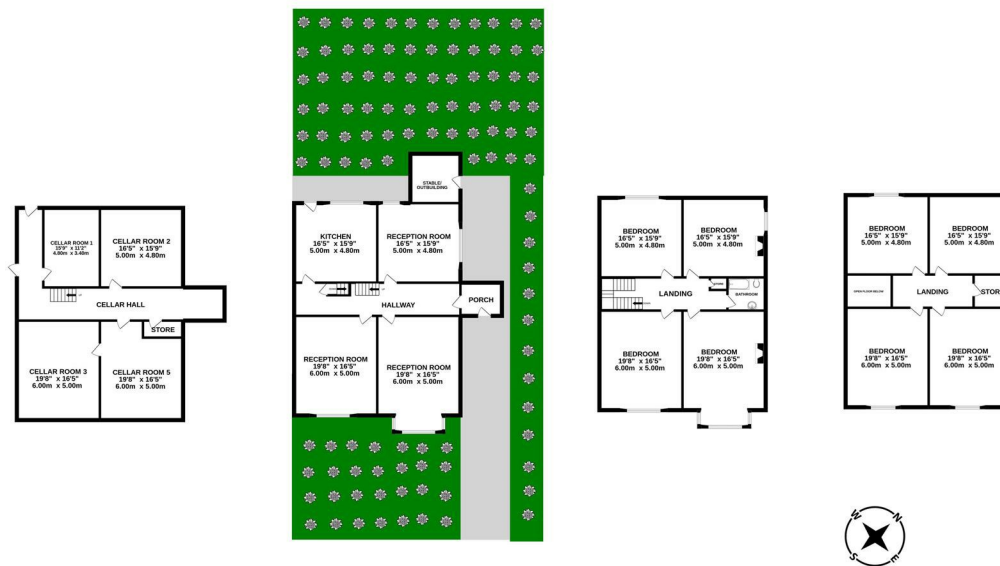 CELLAR ROOM 1
15'9" x 11'2"
4.80m x 3.40m
CELLAR ROOM 2
16'5" x 15'9"
5.00m x 4.80m
CELLAR HALL
STORE
CELLAR ROOM 3
19'8" x 16'5"
6.00m x 5.00m
CELLAR ROOM 5
19'8" x 16'5"
6.00m x 5.00m
STABLE/
OUTBUILDING
KITCHEN
16'5" x 15'9"
5.00m x 4.80m
RECEPTION ROOM
16'5" x 15'9"
5.00m x 4.80m
HALLWAY
PORCH
RECEPTION ROOM
19'8" x 16'5"
6.00m x 5.00m
RECEPTION ROOM
19'8" x 16'5"
6.00m x 5.00m
BEDROOM
16'5" x 15'9"
5.00m x 4.80m
BEDROOM
16'5" x 15'9"
5.00m x 4.80m
LANDING
STORE
BATHROOM
BEDROOM
19'8" x 16'5"
6.00m x 5.00m
BEDROOM
19'8" x 16'5"
6.00m x 5.00m
BEDROOM
16'5" x 15'9"
5.00m x 4.80m
BEDROOM
16'5" x 15'9"
5.00m x 4.80m
OPEN FLOOR BELOW
LANDING
STOR
BEDROOM
19'8" x 16'5"
6.00m x 5.00m
BEDROOM
19'8" x 16'5"
6.00m x 5.00m
W
N
S
E